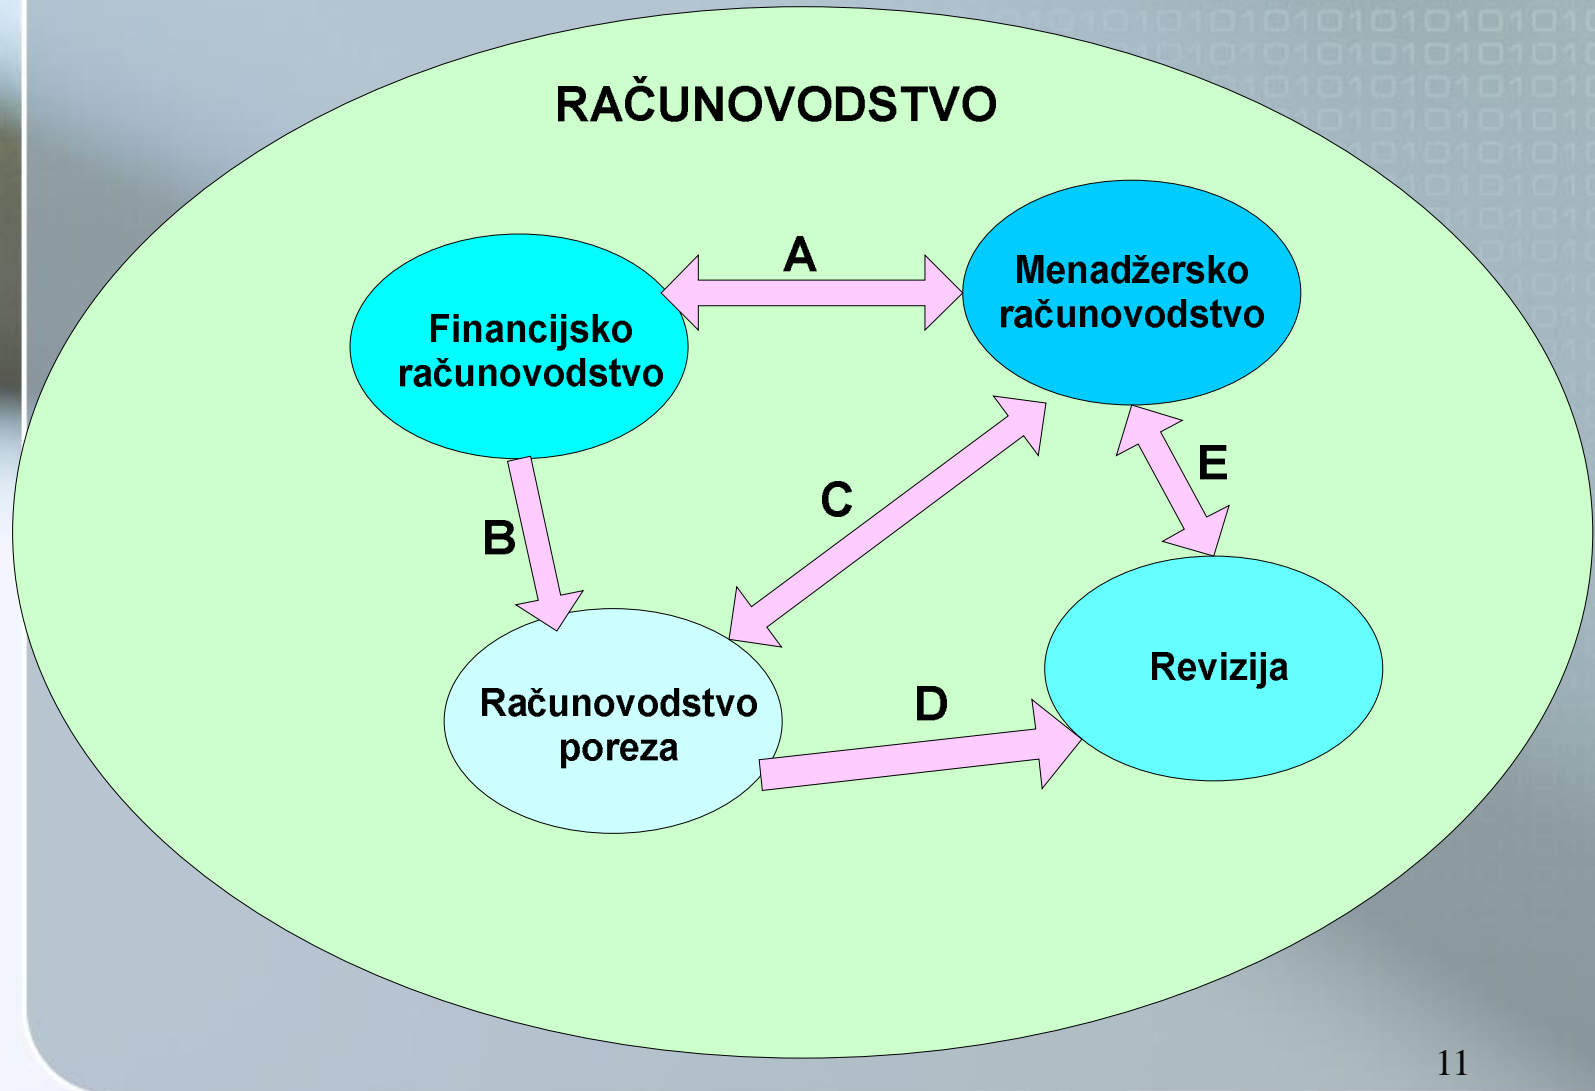 RAČUNOVODSTVO
A
Menadžersko
računovodstvo
Financijsko
računovodstvo
E
C
B
Revizija
D
Računovodstvo
poreza
11